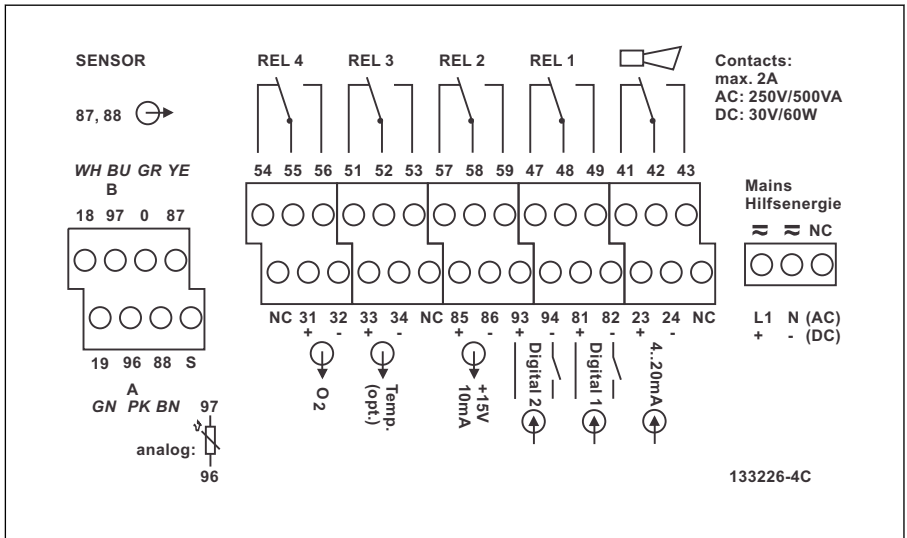 SENSOR
87, 88
WH BU GR YE
B
18 97 0 87
19 96 88 S
A
GN PK BN
97
analog:
96
REL 4 REL 3 REL 2 REL 1
54 55 56 51 52 53 57 58 59 47 48 49 41 42 43
NC 31 32 33 34 NC 85 86 93 94 81 82 23 24 NC
+ - + - + - + - + - + -
O2
Temp.
(opt.)
+15V
10mA
Digital 2
Digital 1
4..20mA
Contacts:
max. 2A
AC: 250V/500VA
DC: 30V/60W
Mains
Hilfsenergie
≂ ≂ NC
L1 N (AC)
+ - (DC)
133226-4C